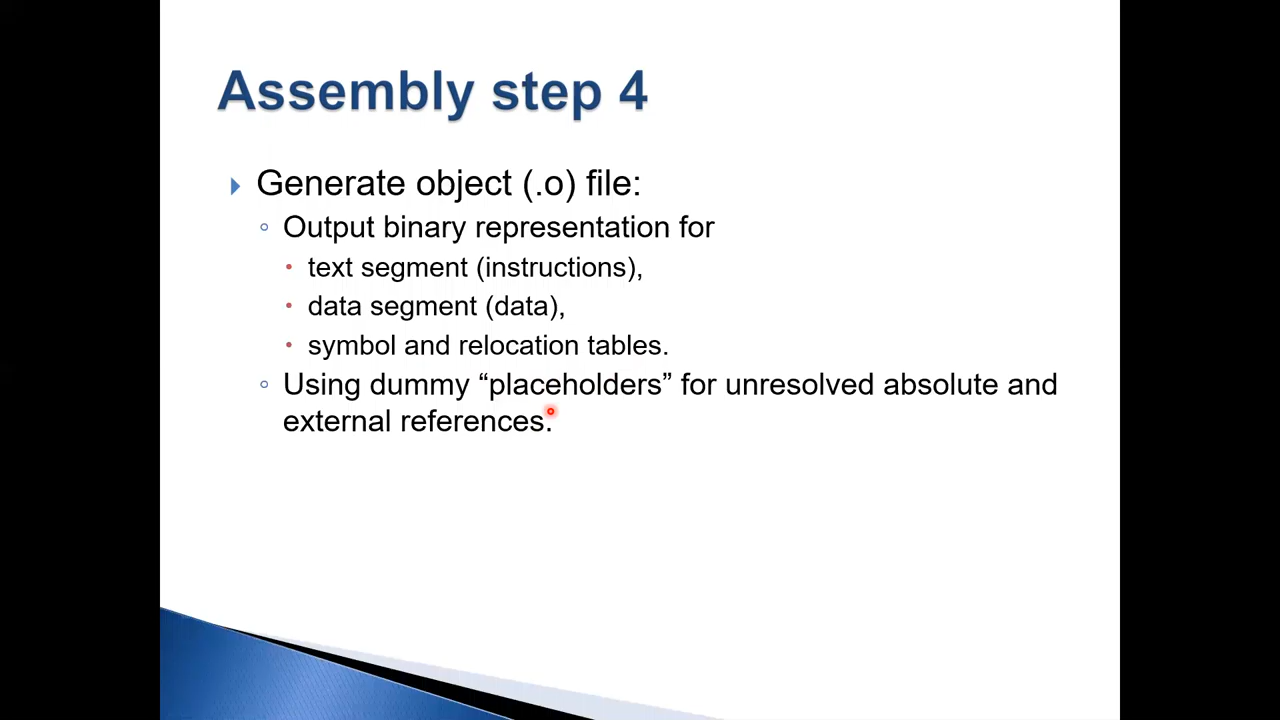 Assembly step 4
Generate object (.o) file:
Output binary representation for
text segment (instructions),
data segment (data),
symbol and relocation tables.
Using dummy “placeholders” for unresolved absolute and
external references.